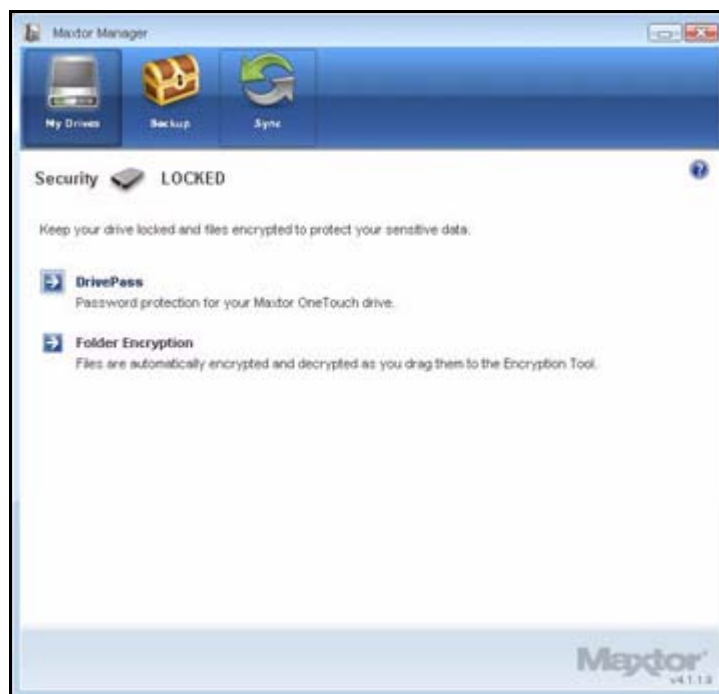 Maxtor Manager
My Drives
Backup
Sync
Security LOCKED
Keep your drive locked and files encrypted to protect your sensitive data.
DrivePass
Password protection for your Maxtor OneTouch drive.
Folder Encryption
Files are automatically encrypted and decrypted as you drag them to the Encryption Tool.
Maxtor